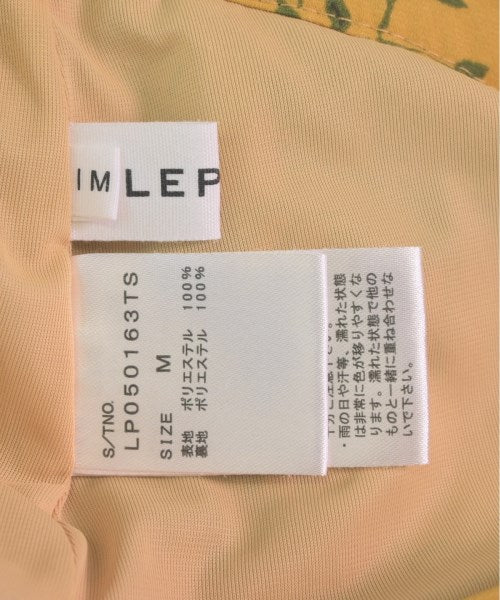 M
LEP
S/TNO.
LP050163TS
SIZE M
表地 ポリエステル 100%
裏地 ポリエステル 100%
・雨の日や汗等、濡れた状態
は非常に色が移りやすくな
ります。濡れた状態で他の
ものと一緒に重ね合わせな
いで下さい。